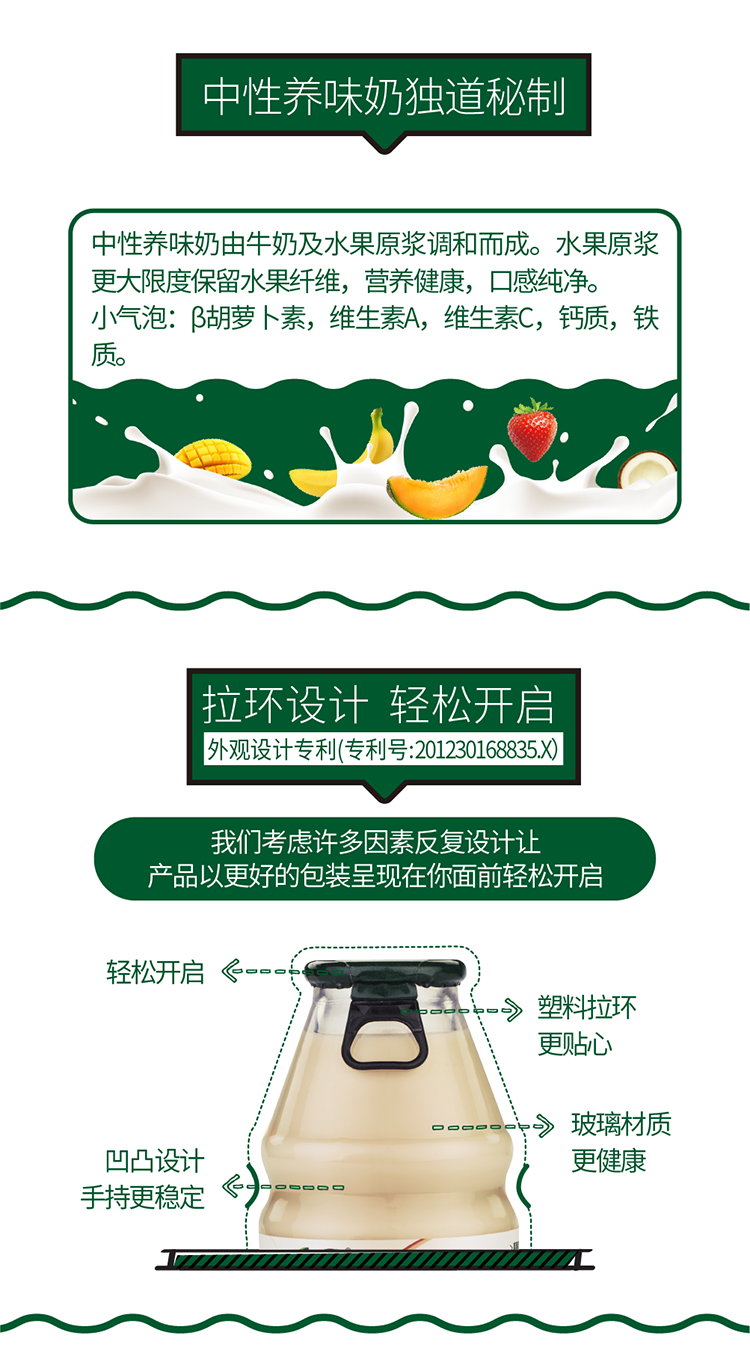 中性养味奶独道秘制
中性养味奶由牛奶及水果原浆调和而成。水果原浆
更大限度保留水果纤维，营养健康，口感纯净。
小气泡：β胡萝卜素，维生素A，维生素C，钙质，铁
质。
拉环设计 轻松开启
外观设计专利(专利号:201230168835.X)
我们考虑许多因素反复设计让
产品以更好的包装呈现在你面前轻松开启
轻松开启
塑料拉环
更贴心
玻璃材质
更健康
凹凸设计
手持更稳定